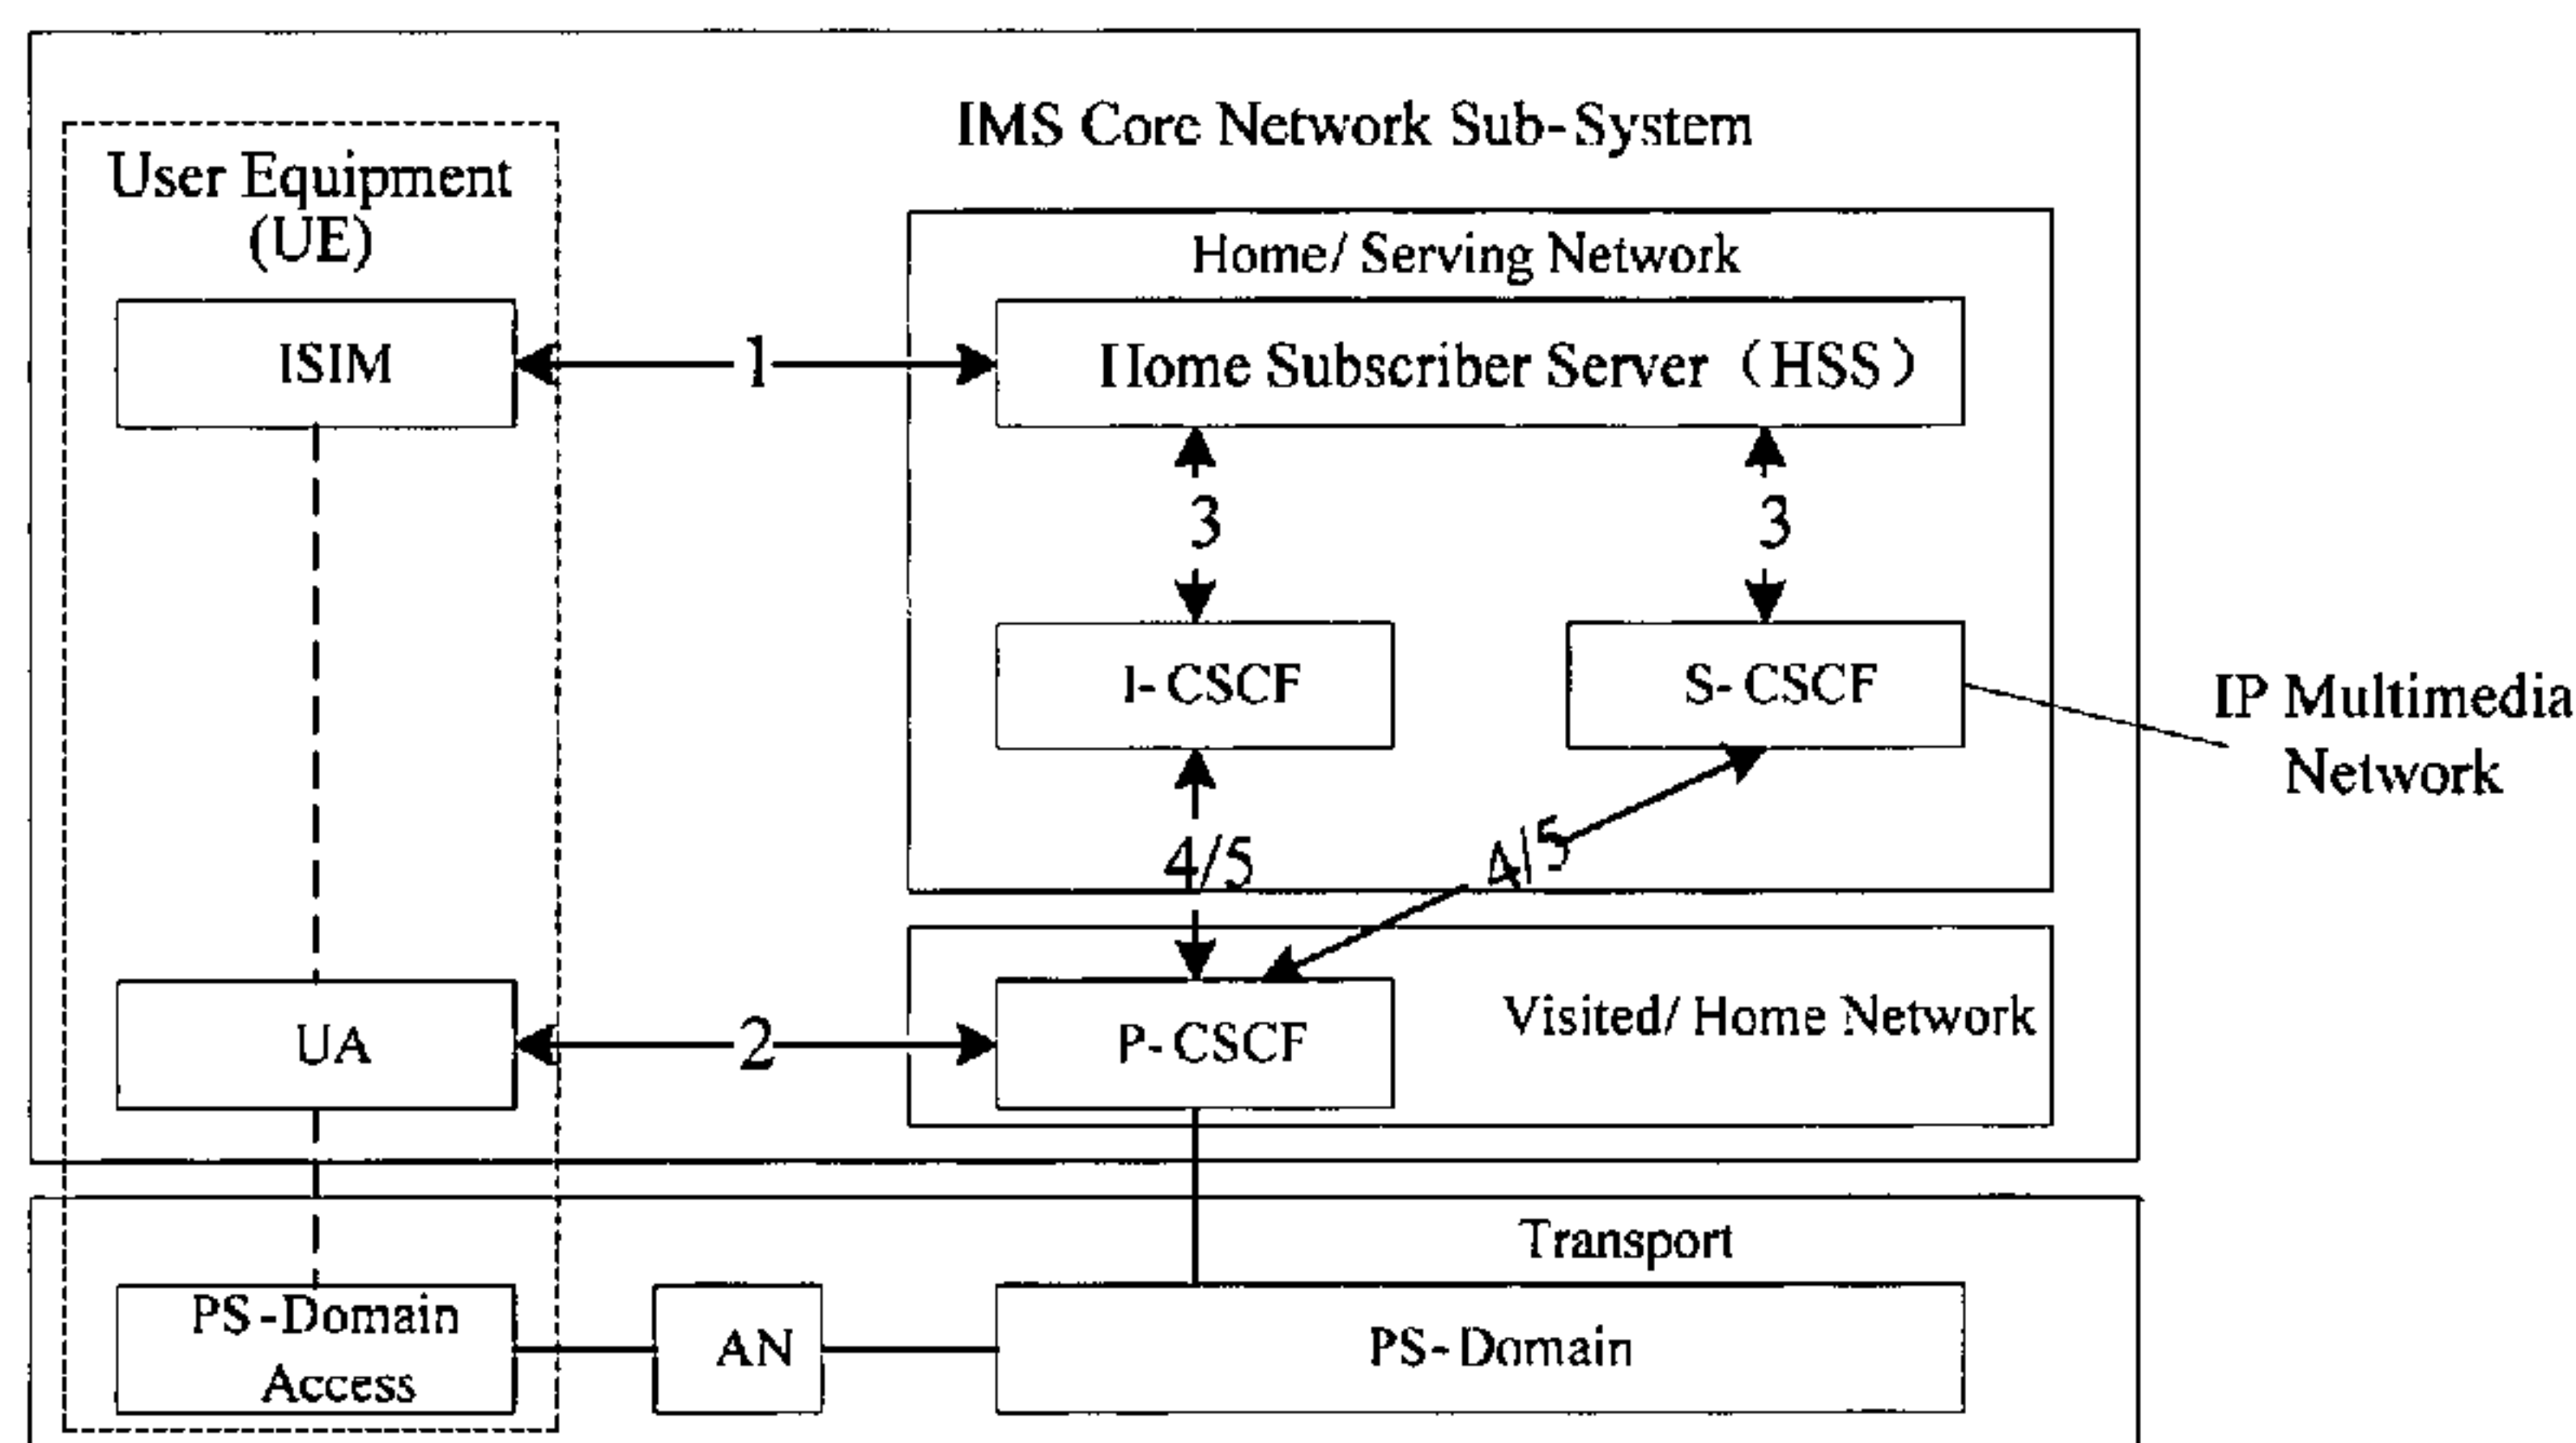 IMS Core Network Sub-System
User Equipment
(UE)
Home/ Serving Network
ISIM
1
Home Subscriber Server（HSS）
3
3
I-CSCF
S-CSCF
IP Multimedia
Network
4/5
4/5
UA
2
P-CSCF
Visited/ Home Network
Transport
PS-Domain
Access
AN
PS-Domain